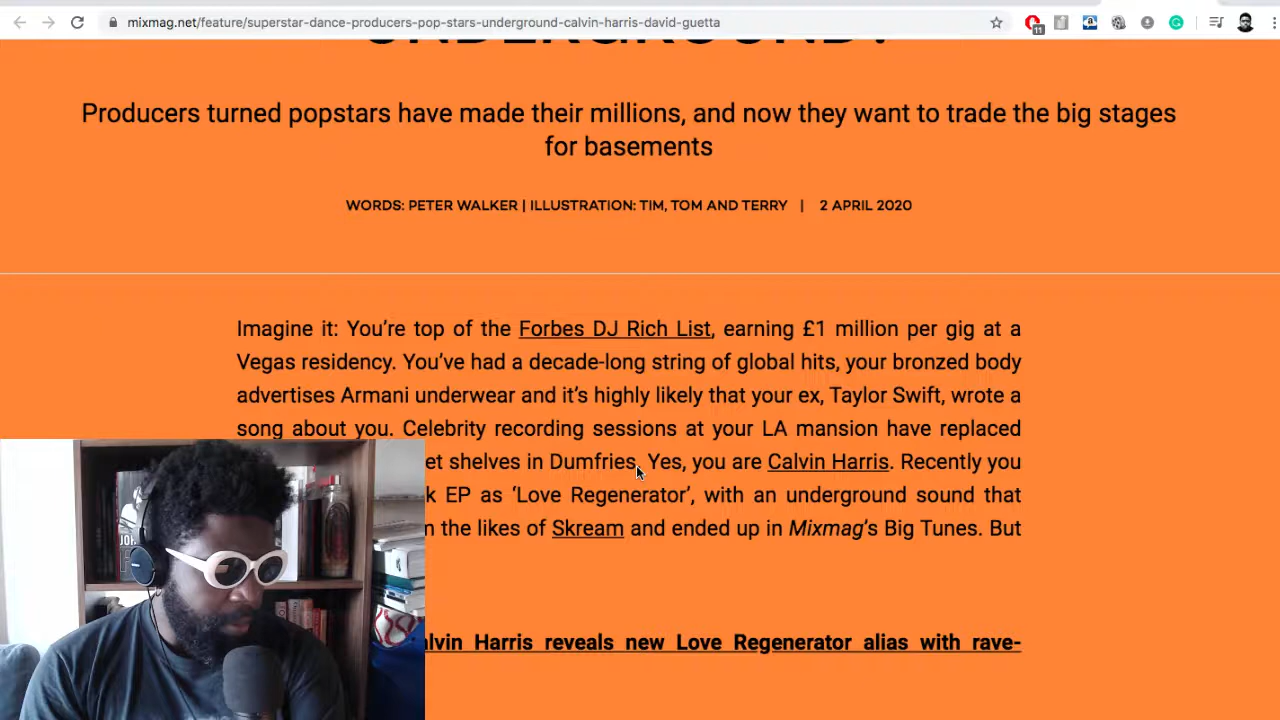 mixmag.net/feature/superstar-dance-producers-pop-stars-underground-calvin-harris-david-guetta
11
UNDERGROUND?
Producers turned popstars have made their millions, and now they want to trade the big stages
for basements
WORDS: PETER WALKER | ILLUSTRATION: TIM, TOM AND TERRY | 2 APRIL 2020
Imagine it: You're top of the Forbes DJ Rich List, earning £1 million per gig at a
Vegas residency. You've had a decade-long string of global hits, your bronzed body
advertises Armani underwear and it's highly likely that your ex, Taylor Swift, wrote a
song about you. Celebrity recording sessions at your LA mansion have replaced
et shelves in Dumfries. Yes, you are Calvin Harris. Recently you
k EP as ‘Love Regenerator’, with an underground sound that
n the likes of Skream and ended up in Mixmag's Big Tunes. But
alvin Harris reveals new Love Regenerator alias with rave-